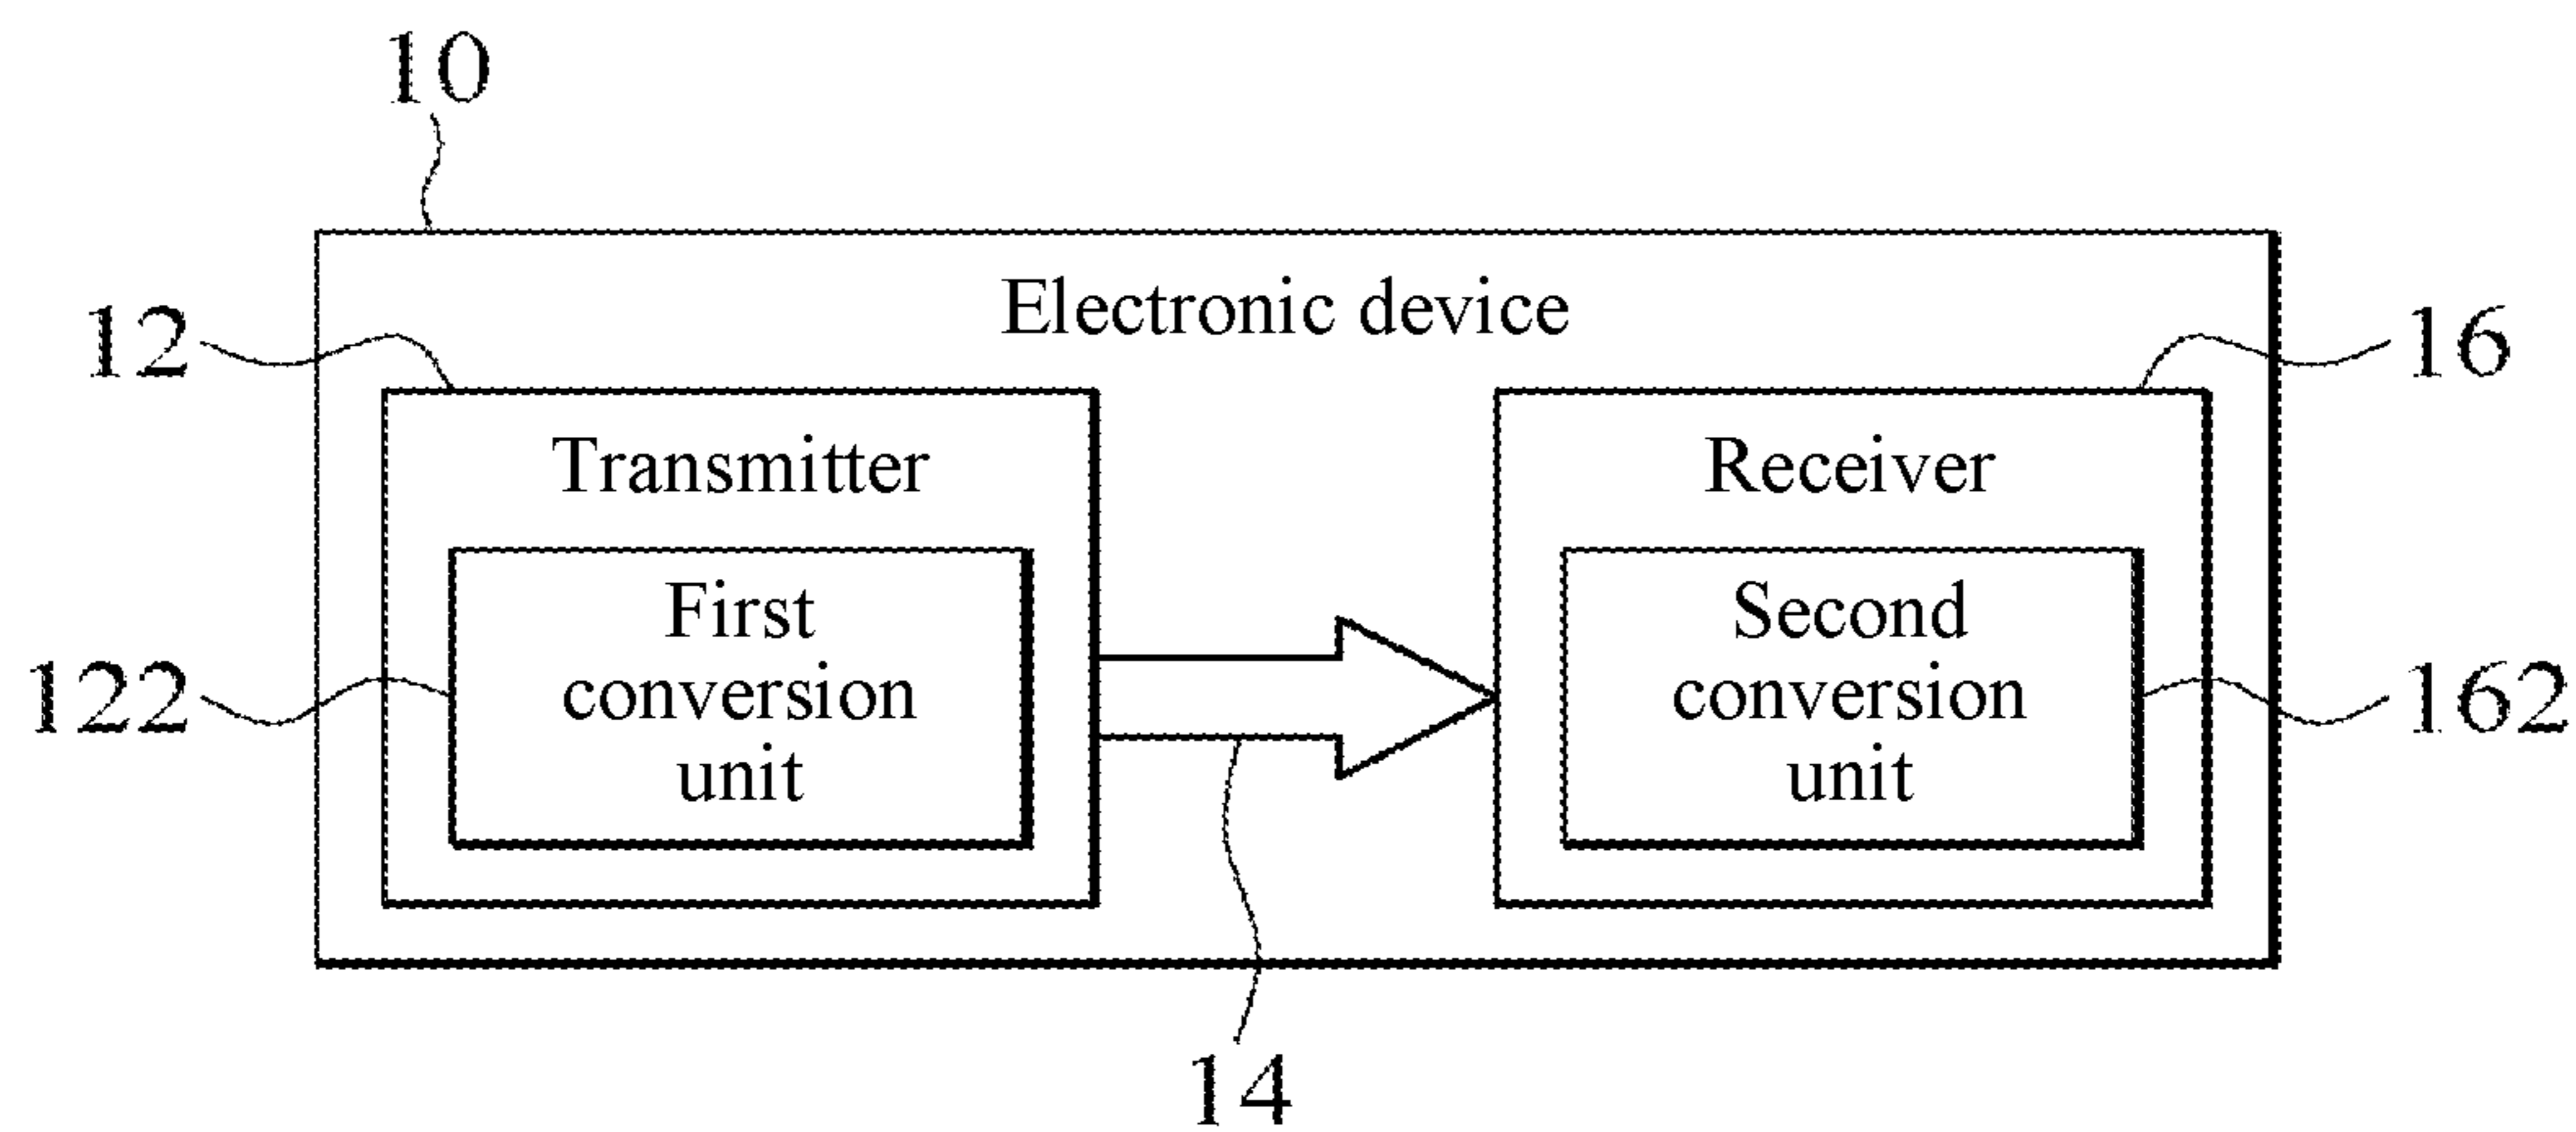 10
Electronic device
12
16
Transmitter
Receiver
First
conversion
unit
Second
conversion
unit
122
162
14